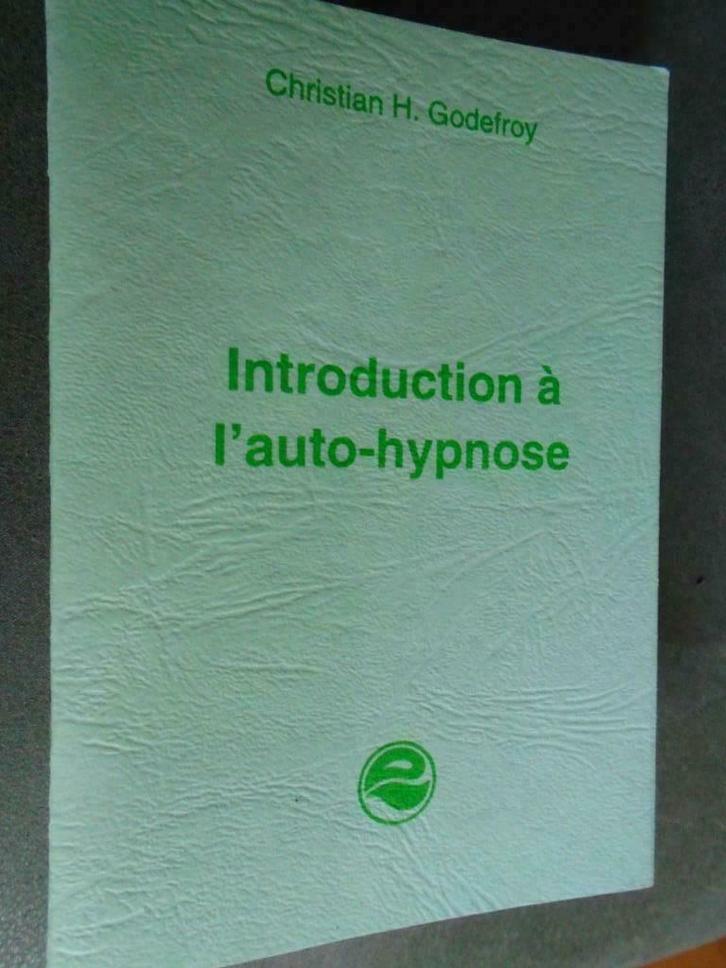 Christian H. Godefroy
Introduction à
l'auto-hypnose